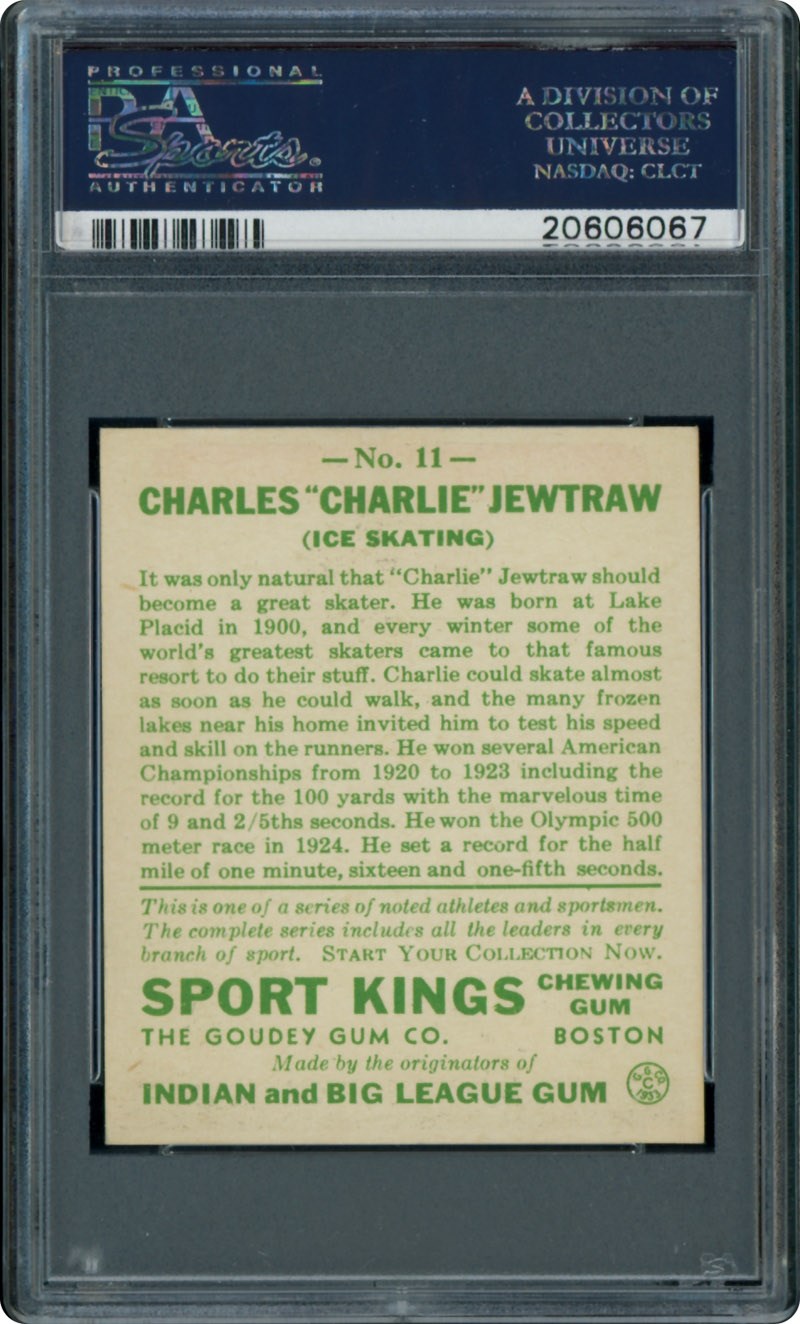 PROFESSIONAL
PSA
Sports
AUTHENTICATOR
A DIVISION OF
COLLECTORS
UNIVERSE
NASDAQ: CLCT
20606067
—No. 11—
CHARLES "CHARLIE" JEWTRAW
(ICE SKATING)
It was only natural that "Charlie" Jewtraw should
become a great skater. He was born at Lake
Placid in 1900, and every winter some of the
world's greatest skaters came to that famous
resort to do their stuff. Charlie could skate almost
as soon as he could walk, and the many frozen
lakes near his home invited him to test his speed
and skill on the runners. He won several American
Championships from 1920 to 1923 including the
record for the 100 yards with the marvelous time
of 9 and 2/5ths seconds. He won the Olympic 500
meter race in 1924. He set a record for the half
mile of one minute, sixteen and one-fifth seconds.
This is one of a series of noted athletes and sportsmen.
The complete series includes all the leaders in every
branch of sport. START YOUR COLLECTION NOW.
SPORT KINGS CHEWING GUM
THE GOUDEY GUM CO. BOSTON
Made by the originators of
INDIAN and BIG LEAGUE GUM
G. G. CO.
C
1933